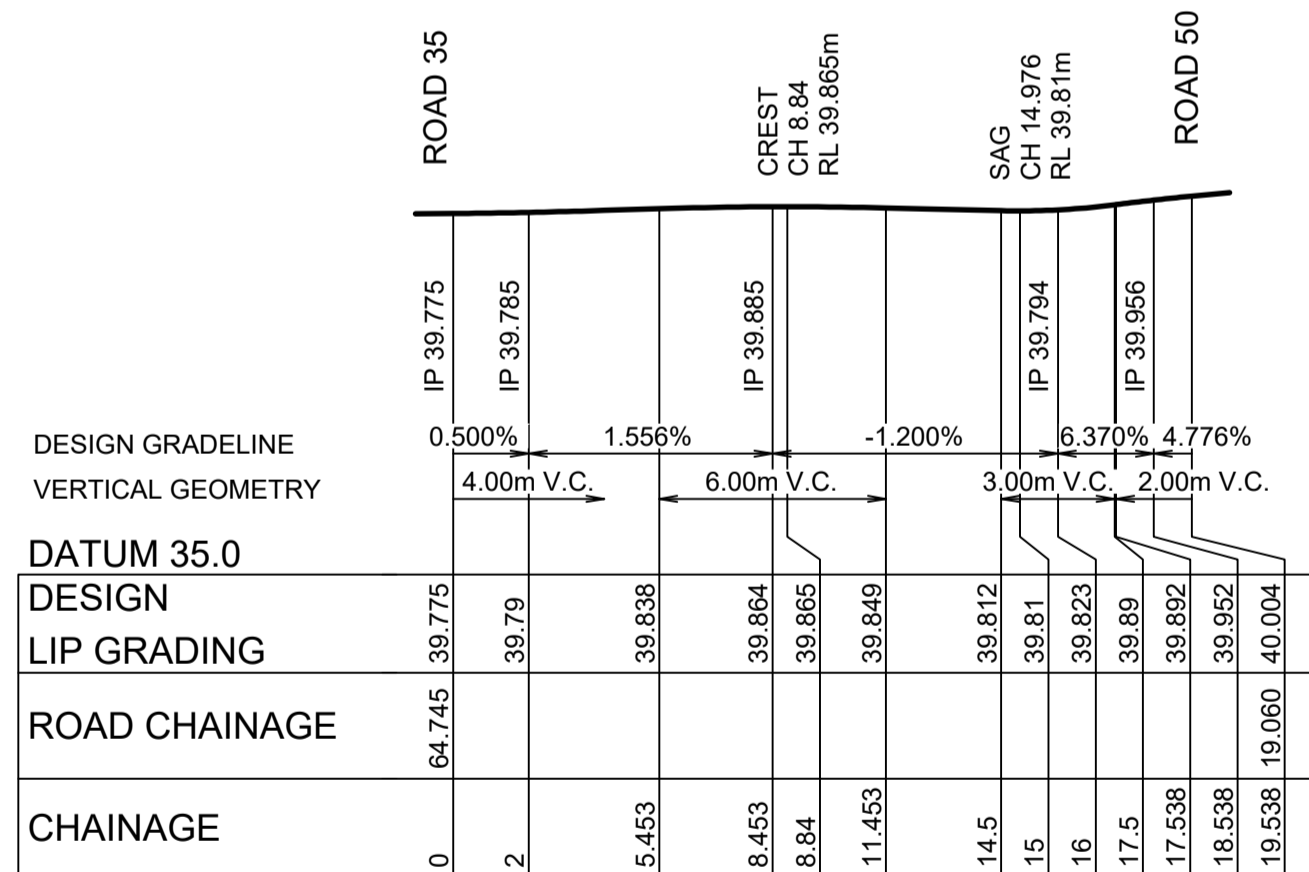 ROAD 35
CREST
CH 8.84
RL 39.865m
SAG
CH 14.976
RL 39.81m
ROAD 50
IP 39.775
IP 39.785
IP 39.885
IP 39.794
IP 39.956
DESIGN GRADELINE 0.500% 1.556% -1.200% 6.370% 4.776%
VERTICAL GEOMETRY 4.00m V.C. 6.00m V.C. 3.00m V.C. 2.00m V.C.
DATUM 35.0
DESIGN
LIP GRADING
39.775
39.79
39.838
39.864
39.865
39.849
39.812
39.81
39.823
39.89
39.892
39.952
40.004
ROAD CHAINAGE
64.745
19.060
CHAINAGE
0
2
5.453
8.453
8.84
11.453
14.5
15
16
17.5
17.538
18.538
19.538